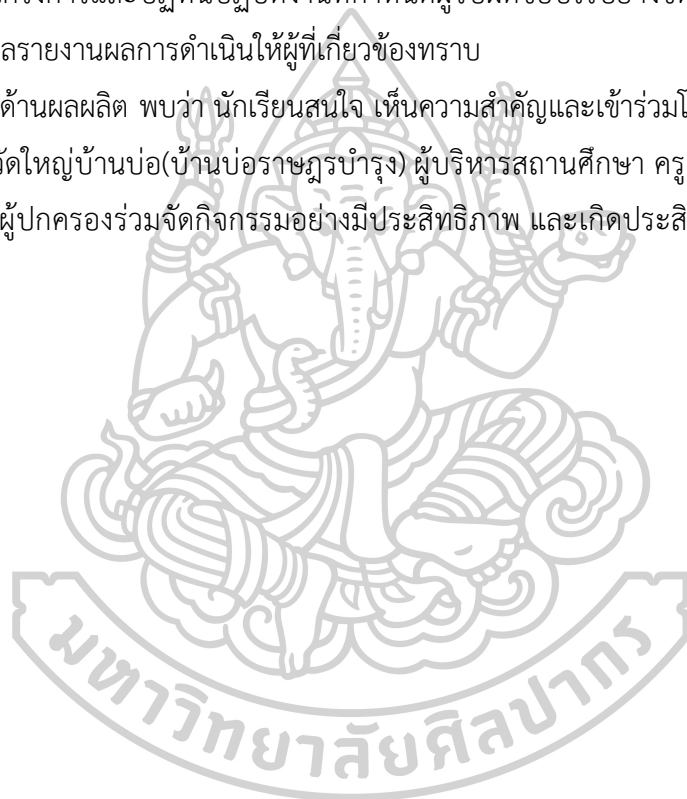 ลรายงานผลการดำเนินให้ผู้ที่เกี่ยวข้องทราบ
ด้านผลผลิต พบว่า นักเรียนสนใจ เห็นความสำคัญและเข้าร่วม
วัดใหญ่บ้านบ่อ(บ้านบ่อราษฎรบำรุง) ผู้บริหารสถานศึกษา ครู
ผู้ปกครองร่วมจัดกิจกรรมอย่างมีประสิทธิภาพ และเกิดประสิ
มหาวิทยาลัยศิลปากร